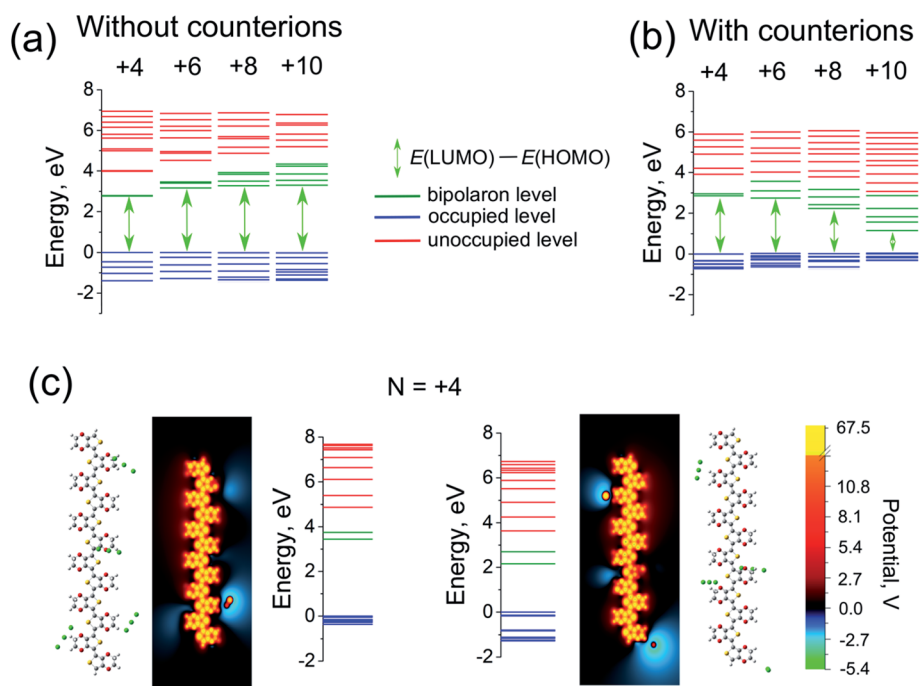 (a) Without counterions
+4 +6 +8 +10
Energy, eV
8
6
4
2
0
-2
E(LUMO) — E(HOMO)
bipolaron level
occupied level
unoccupied level
(b) With counterions
+4 +6 +8 +10
Energy, eV
8
6
4
2
0
-2
(c)
N = +4
Energy, eV
8
6
4
2
0
-2
Energy, eV
8
6
4
2
0
-2
67.5
10.8
8.1
5.4
2.7
0.0
-2.7
-5.4
Potential, V